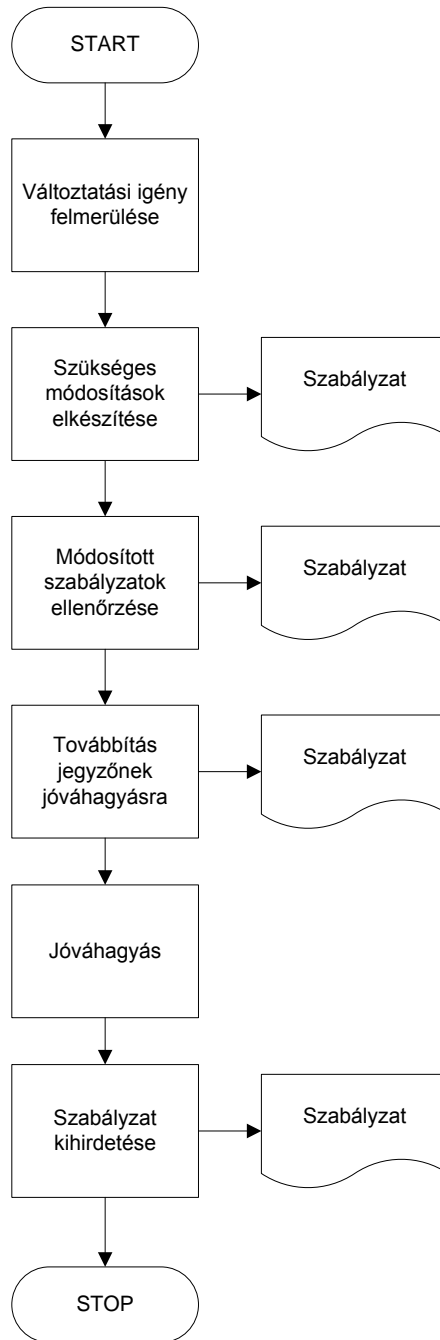 START
Változtatási igény
felmerülése
Szükséges
módosítások
elkészítése
Szabályzat
Módosított
szabályzatok
ellenőrzése
Szabályzat
Továbbítás
jegyzőnek
jóváhagyásra
Szabályzat
Jóváhagyás
Szabályzat
kihirdetése
Szabályzat
STOP